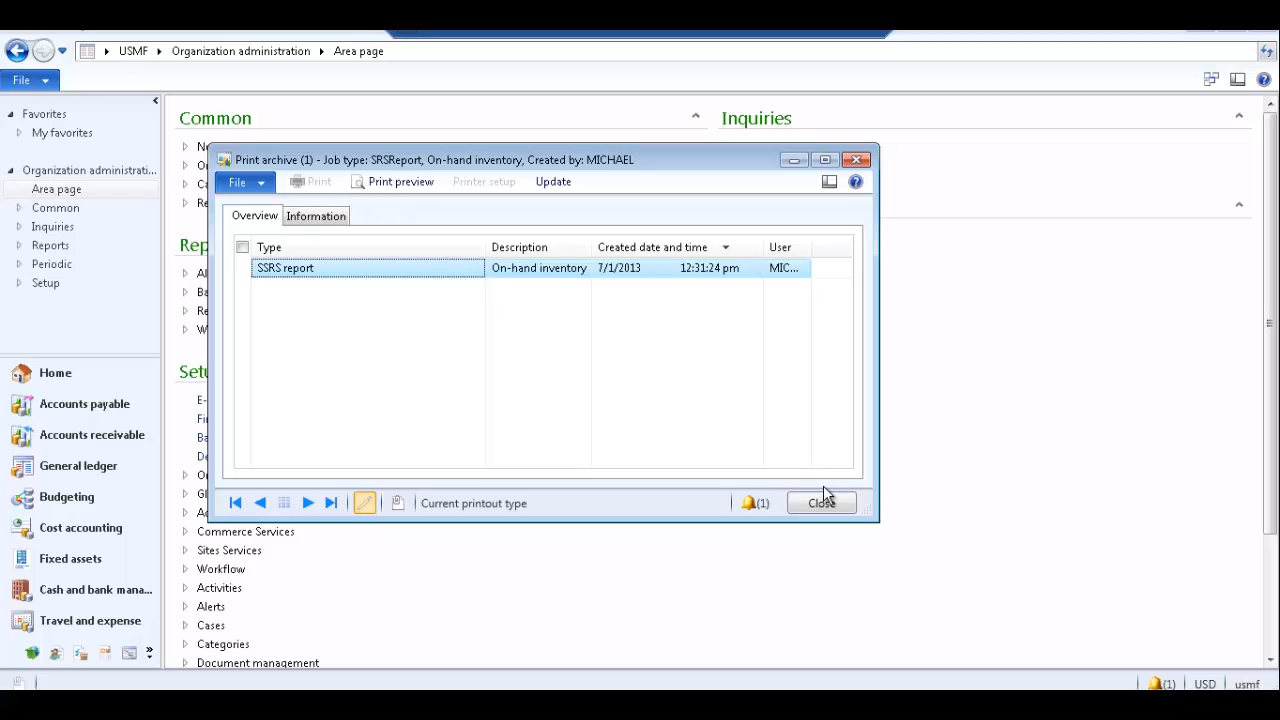 USMF Organization administration Area page
File
Favorites
My favorites
Organization administrati...
Area page
Common
Inquiries
Reports
Periodic
Setup
Home
Accounts payable
Accounts receivable
General ledger
Budgeting
Cost accounting
Fixed assets
Cash and bank mana...
Travel and expense
Common
Inquiries
Print archive (1) - Job type: SRSReport, On-hand inventory, Created by: MICHAEL
File Print Print preview Printer setup Update
Overview Information
Type Description Created date and time User
SSRS report On-hand inventory 7/1/2013 12:31:24 pm MIC...
Current printout type (1) Close
Commerce Services
Sites Services
Workflow
Activities
Alerts
Cases
Categories
Document management
(1) USD usmf